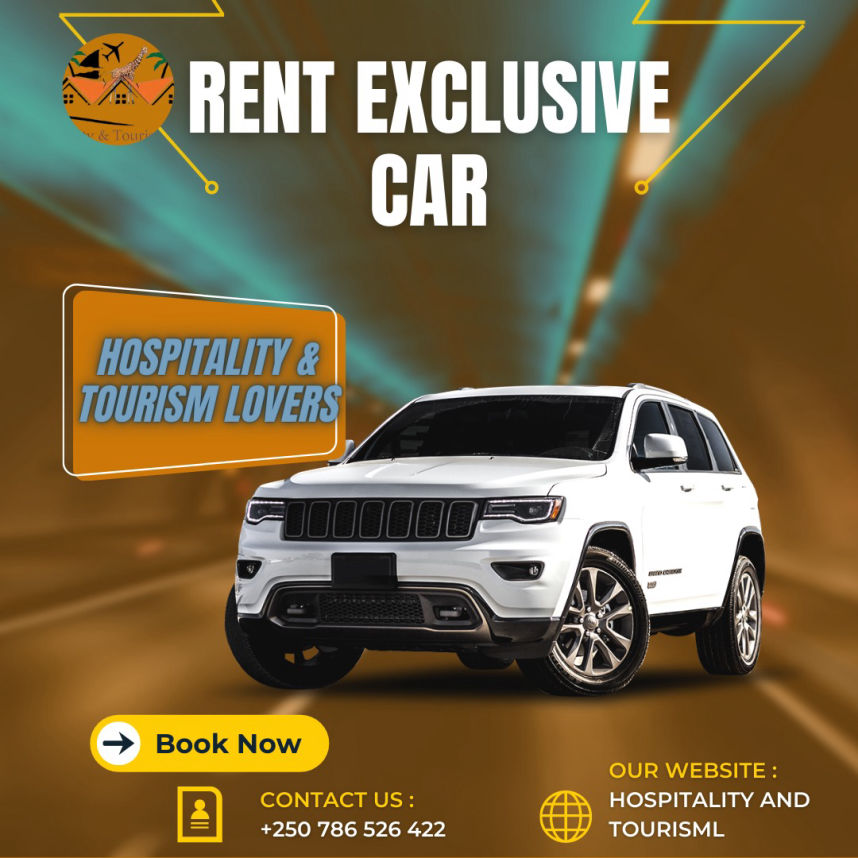 RENT EXCLUSIVE
CAR
& Touri
HOSPITALITY &
TOURISM LOVERS
Book Now
CONTACT US :
+250 786 526 422
OUR WEBSITE :
HOSPITALITY AND
TOURISML